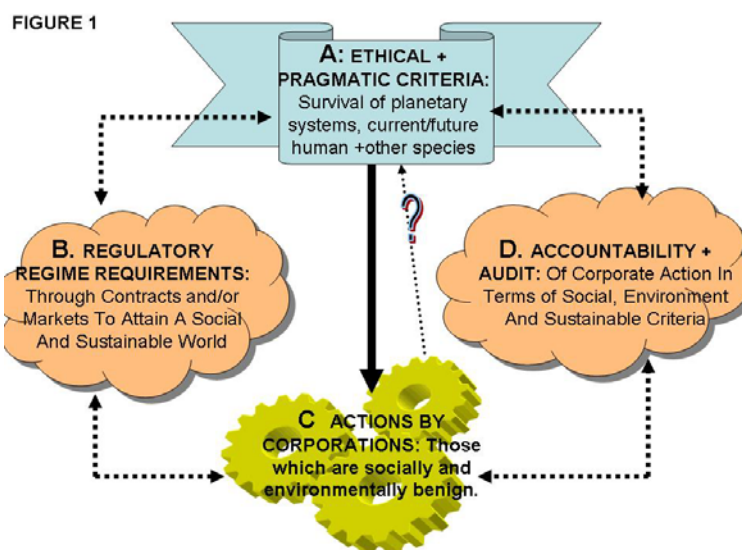 FIGURE 1
A: ETHICAL +
PRAGMATIC CRITERIA:
Survival of planetary
systems, current/future
human +other species
?
B. REGULATORY
REGIME REQUIREMENTS:
Through Contracts and/or
Markets To Attain A Social
And Sustainable World
D. ACCOUNTABILITY +
AUDIT: Of Corporate Action In
Terms of Social, Environment
And Sustainable Criteria
C ACTIONS BY
CORPORATIONS: Those
which are socially and
environmentally benign.